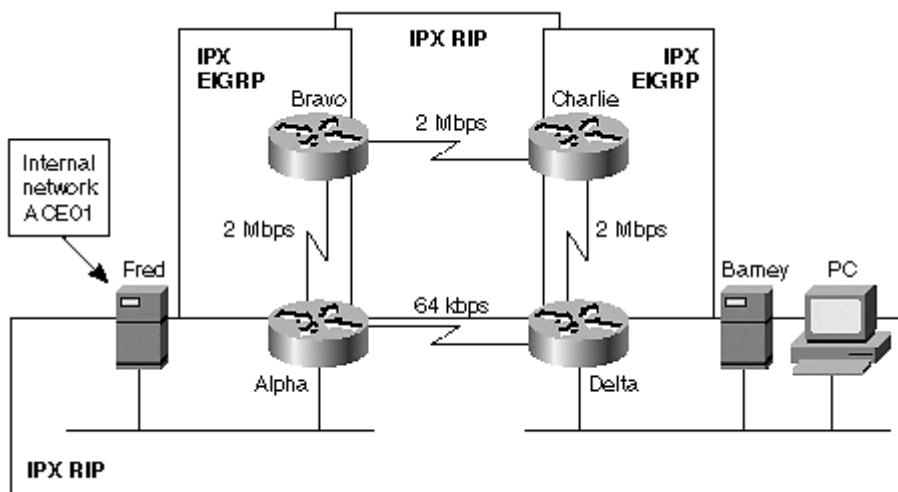 IPX RIP
IPX
EIGRP
IPX
EIGRP
Bravo
Charlie
2 Mbps
Internal
network
ACE01
2 Mbps
2 Mbps
Fred
Barney
PC
64 kbps
Alpha
Delta
IPX RIP